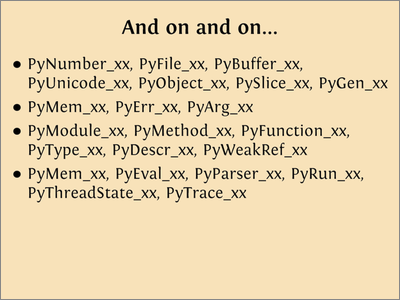 And on and on...
● PyNumber_xx, PyFile_xx, PyBuffer_xx,
PyUnicode_xx, PyObject_xx, PySlice_xx, PyGen_xx
● PyMem_xx, PyErr_xx, PyArg_xx
● PyModule_xx, PyMethod_xx, PyFunction_xx,
PyType_xx, PyDescr_xx, PyWeakRef_xx
● PyMem_xx, PyEval_xx, PyParser_xx, PyRun_xx,
PyThreadState_xx, PyTrace_xx